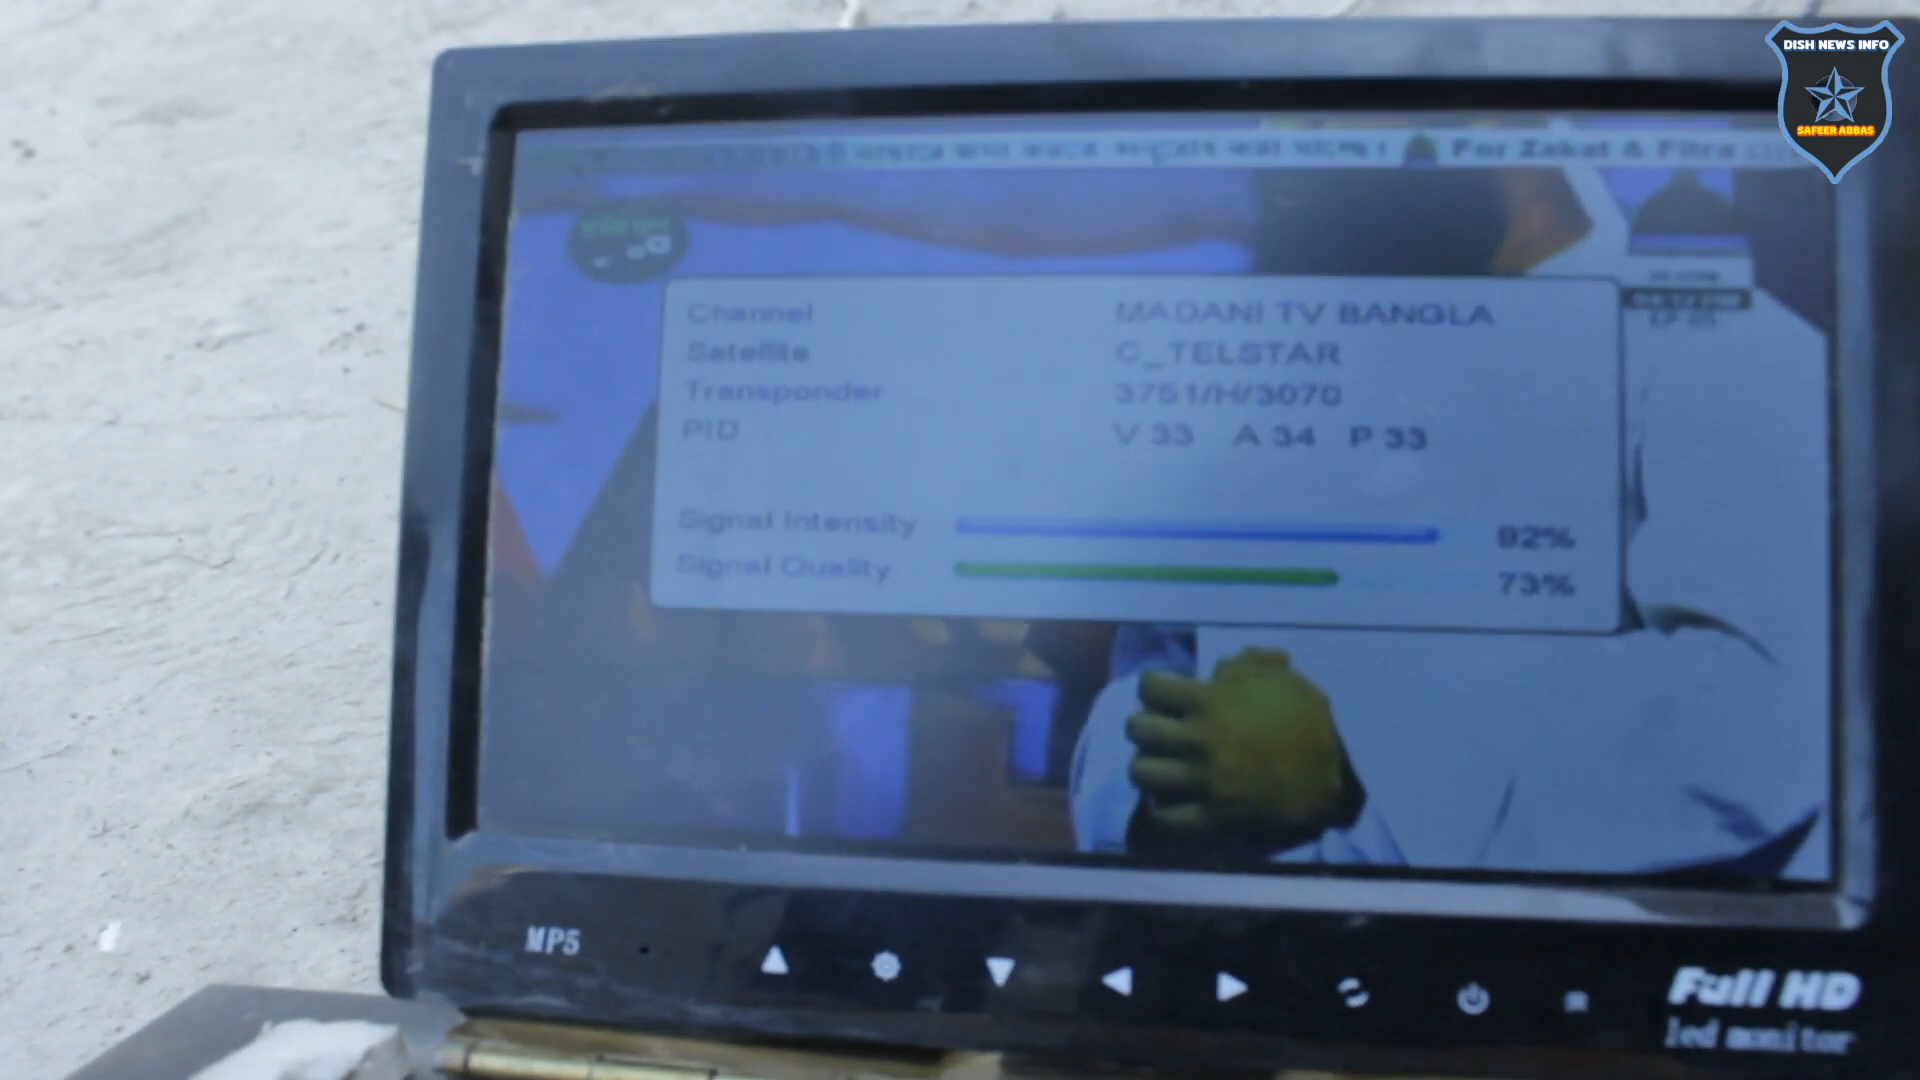 DISH NEWS INFO
SAFEER ABBAS
For Zakat & Fitra
Channel MADANI TV BANGLA
Satellite C_TELSTAR
Transponder 3751/H/3070
PID V 33 A 34 P 33
Signal Intensity 92%
Signal Quality 73%
MP5
Full HD
led monitor